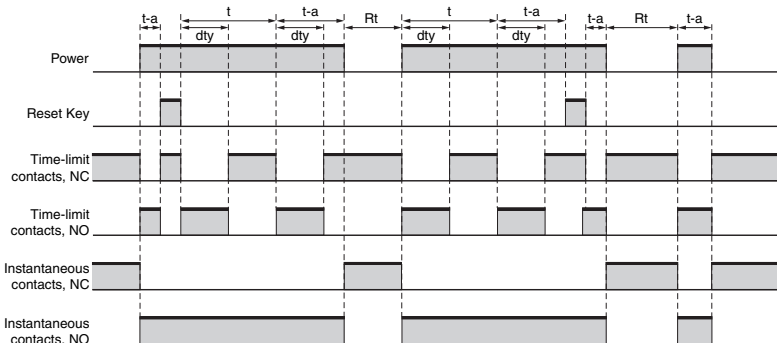 t-a t t-a Rt t t-a t-a Rt t-a
dty dty dty dty
Power
Reset Key
Time-limit
contacts, NC
Time-limit
contacts, NO
Instantaneous
contacts, NC
Instantaneous
contacts, NO